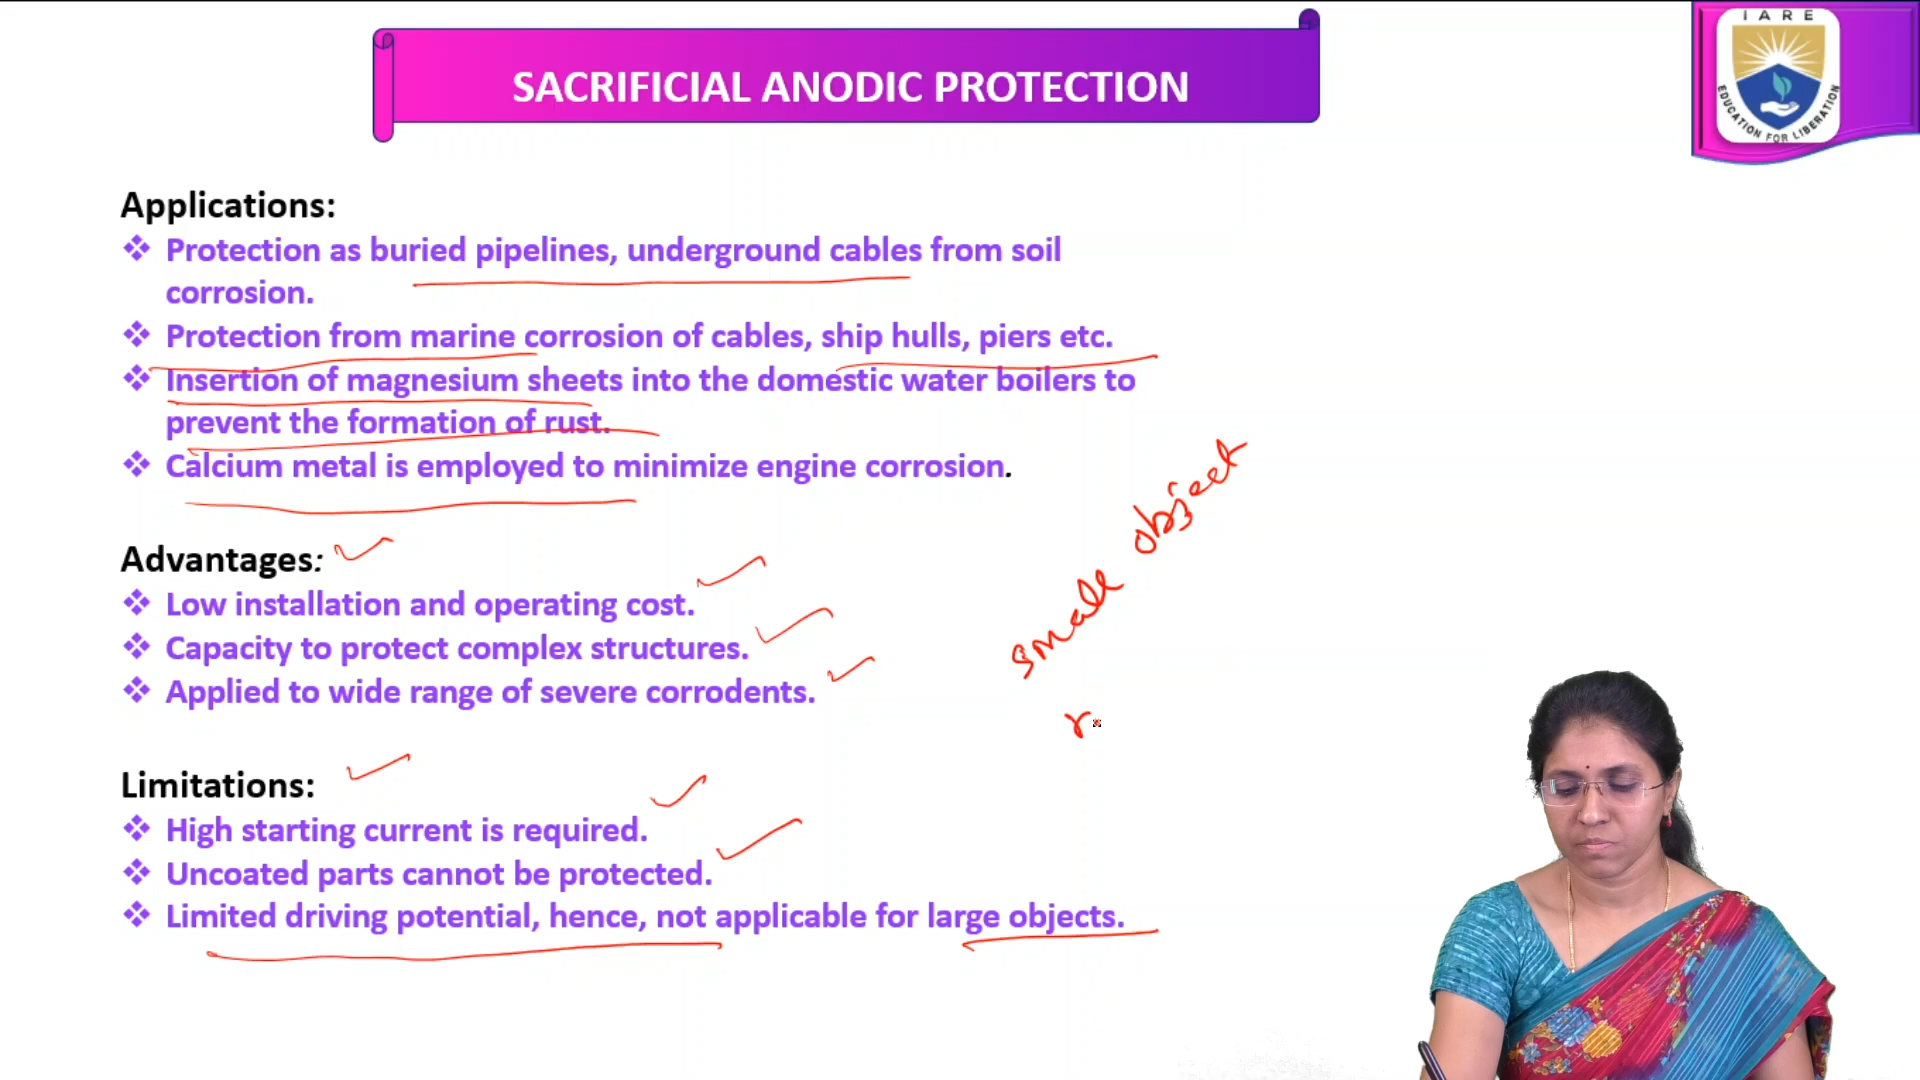 SACRIFICIAL ANODIC PROTECTION
IARE
EDUCATION FOR LIBERATION
Applications:
❖ Protection as buried pipelines, underground cables from soil
corrosion.
❖ Protection from marine corrosion of cables, ship hulls, piers etc.
❖ Insertion of magnesium sheets into the domestic water boilers to
prevent the formation of rust.
❖ Calcium metal is employed to minimize engine corrosion.
Advantages:
❖ Low installation and operating cost.
❖ Capacity to protect complex structures.
❖ Applied to wide range of severe corrodents.
small object
r
Limitations:
❖ High starting current is required.
❖ Uncoated parts cannot be protected.
❖ Limited driving potential, hence, not applicable for large objects.